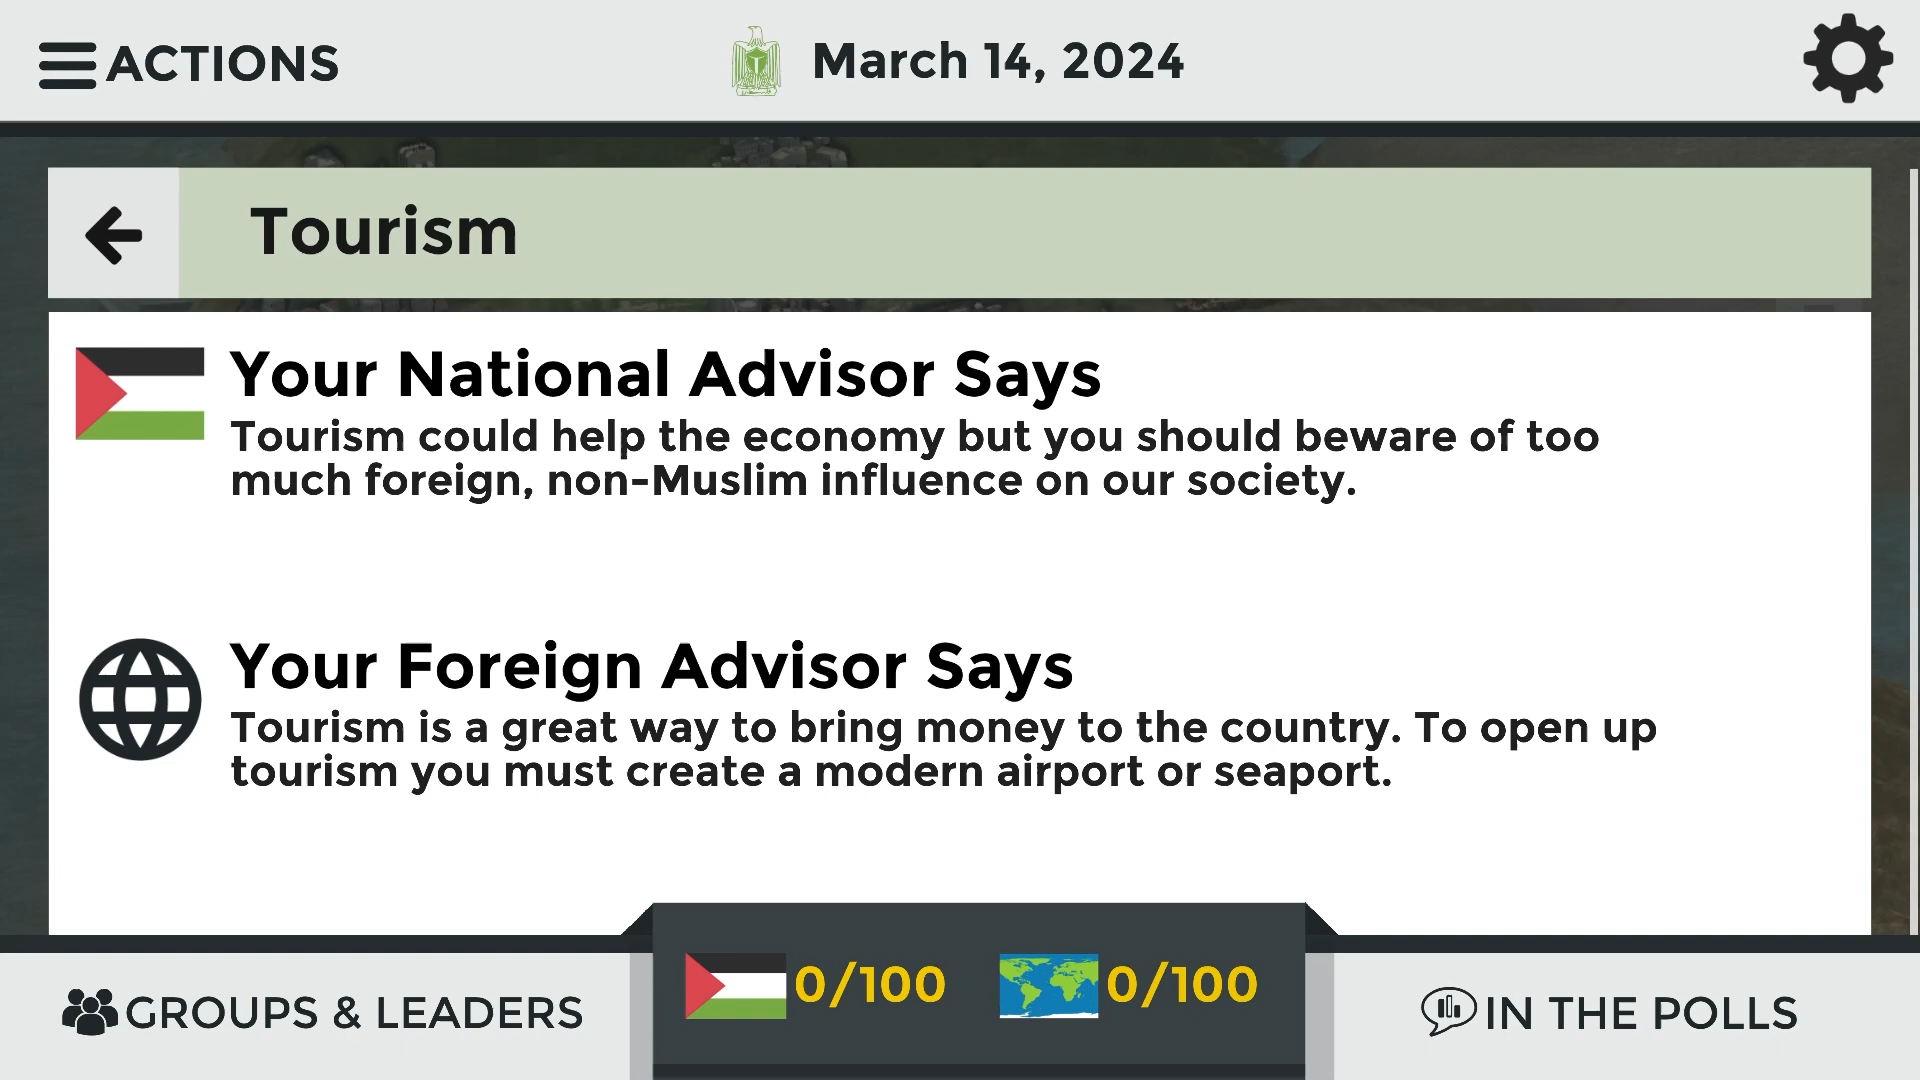 ACTIONS
March 14, 2024
Tourism
Your National Advisor Says
Tourism could help the economy but you should beware of too
much foreign, non-Muslim influence on our society.
Your Foreign Advisor Says
Tourism is a great way to bring money to the country. To open up
tourism you must create a modern airport or seaport.
GROUPS & LEADERS
0/100
0/100
IN THE POLLS